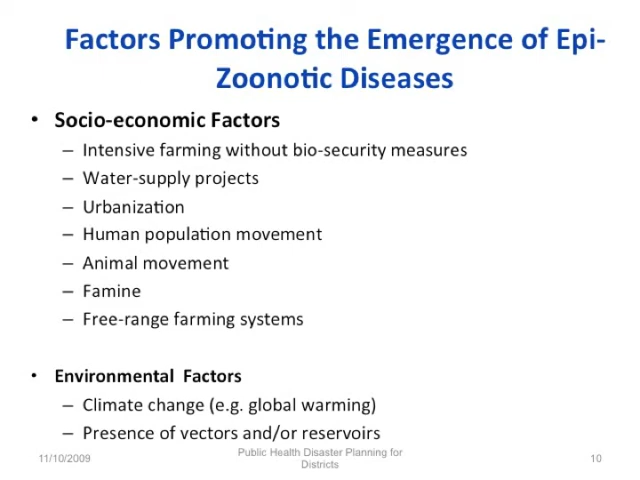 Factors Promoting the Emergence of Epi-
Zoonotic Diseases
• Socio-economic Factors
– Intensive farming without bio-security measures
– Water-supply projects
– Urbanization
– Human population movement
– Animal movement
– Famine
– Free-range farming systems
• Environmental  Factors
– Climate change (e.g. global warming)
– Presence of vectors and/or reservoirs
11/10/2009
Public Health Disaster Planning for
Districts
10